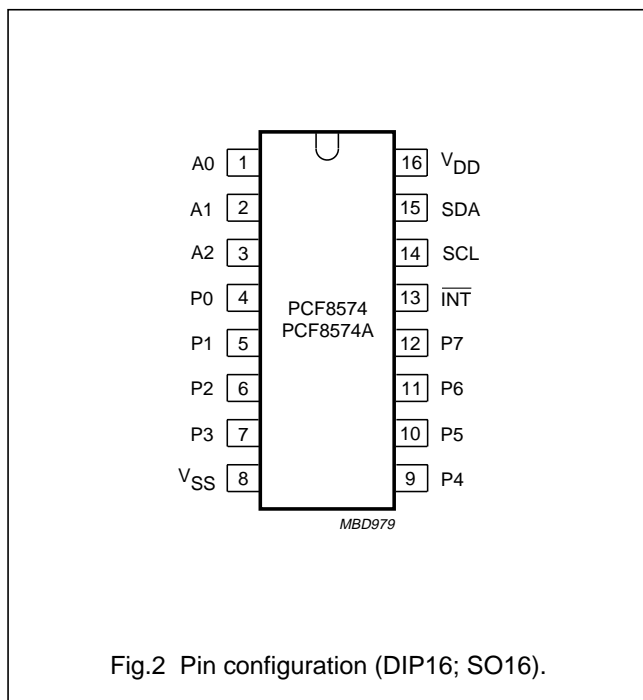 A0 1 16 VDD
A1 2 15 SDA
A2 3 14 SCL
P0 4 13 I̅N̅T̅
PCF8574
PCF8574A
P1 5 12 P7
P2 6 11 P6
P3 7 10 P5
VSS 8 9 P4
MBD979
Fig.2 Pin configuration (DIP16; SO16).